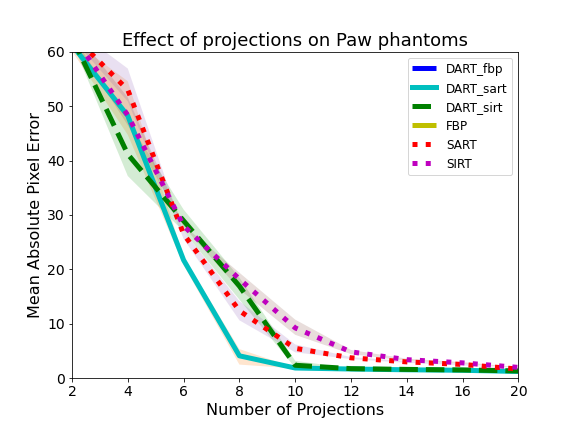 Effect of projections on Paw phantoms
Mean Absolute Pixel Error
60
50
40
30
20
10
0
2 4 6 8 10 12 14 16 18 20
Number of Projections
DART_fbp
DART_sart
DART_sirt
FBP
SART
SIRT